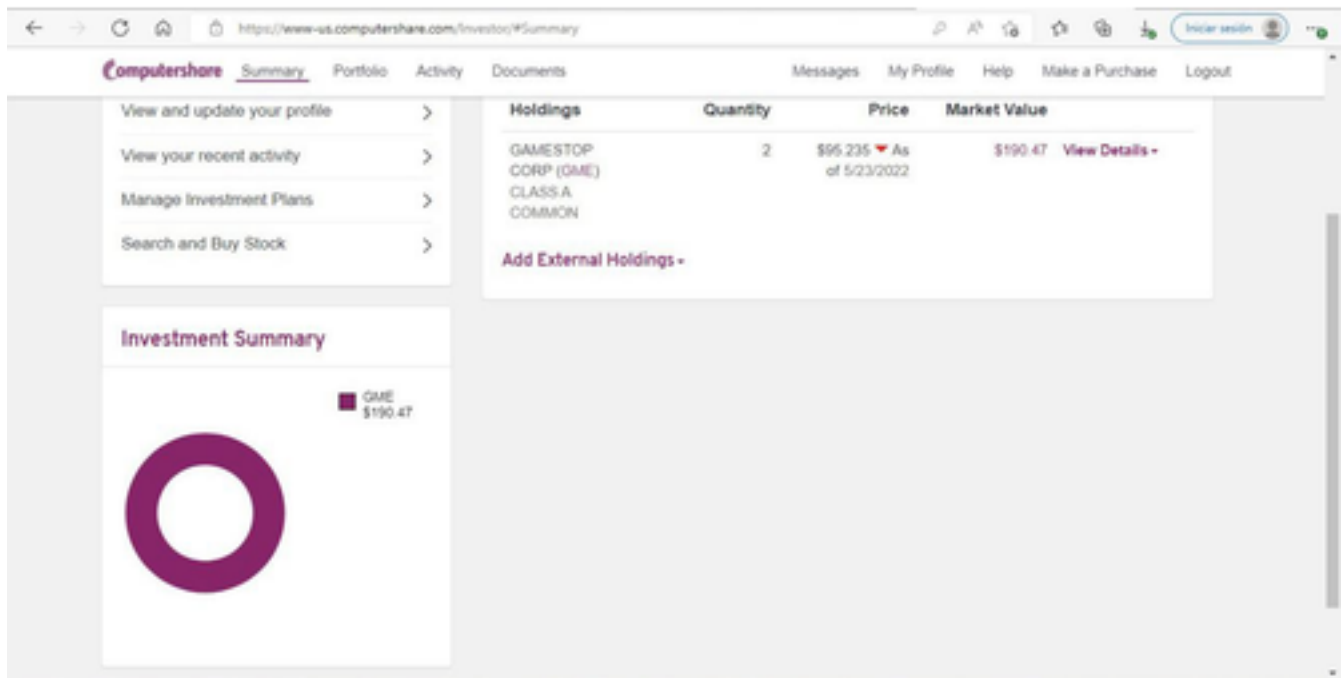 https://www-us.computershare.com/Investor/#Summary
Iniciar sesión
Computershare Summary Portfolio Activity Documents Messages My Profile Help Make a Purchase Logout
View and update your profile
View your recent activity
Manage Investment Plans
Search and Buy Stock
Holdings Quantity Price Market Value
GAMESTOP 2 $95.235 ▼ As $190.47 View Details
CORP (GME) of 5/23/2022
CLASS A
COMMON
Add External Holdings
Investment Summary
GME
$190.47